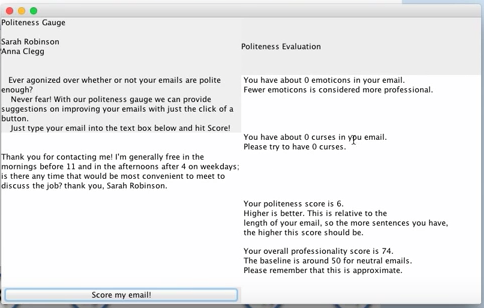 Politeness Gauge
Sarah Robinson
Anna Clegg
Ever agonized over whether or not your emails are polite
enough?
Never fear! With our politeness gauge we can provide
suggestions on improving your emails with just the click of a
button.
Just type your email into the text box below and hit Score!
Thank you for contacting me! I'm generally free in the
mornings before 11 and in the afternoons after 4 on weekdays;
is there any time that would be most convenient to meet to
discuss the job? thank you, Sarah Robinson.
Score my email!
Politeness Evaluation
You have about 0 emoticons in your email.
Fewer emoticons is considered more professional.
You have about 0 curses in you email.
Please try to have 0 curses.
Your politeness score is 6.
Higher is better. This is relative to the
length of your email, so the more sentences you have,
the higher this score should be.
Your overall professionality score is 74.
The baseline is around 50 for neutral emails.
Please remember that this is approximate.